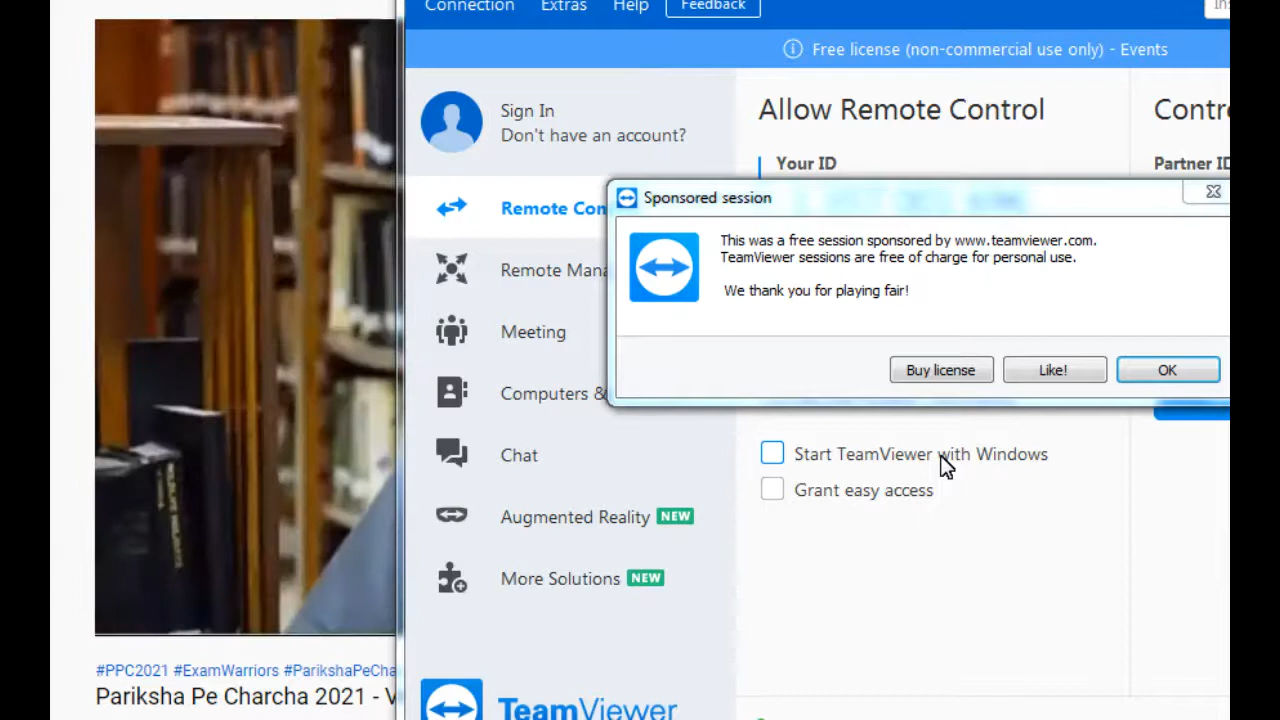 Connection Extras Help Feedback
Free license (non-commercial use only) - Events
Sign In
Don't have an account?
Allow Remote Control
Your ID
Partner ID
Remote Con
Remote Mana
Meeting
Computers &
Chat
Augmented Reality NEW
More Solutions NEW
TeamViewer
Sponsored session
This was a free session sponsored by www.teamviewer.com.
TeamViewer sessions are free of charge for personal use.
We thank you for playing fair!
Buy license Like! OK
Start TeamViewer with Windows
Grant easy access
#PPC2021 #ExamWarriors #ParikshaPeCha
Pariksha Pe Charcha 2021 - V